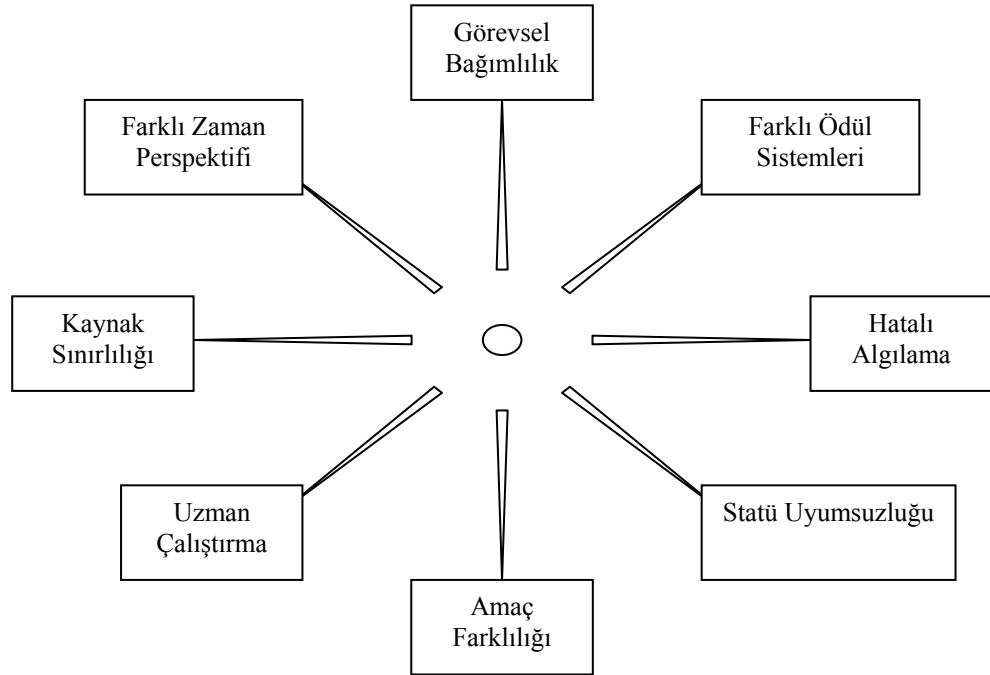 Görevsel
Bağımlılık
Farklı Zaman
Perspektifi
Farklı Ödül
Sistemleri
Kaynak
Sınırlılığı
Hatalı
Algılama
Uzman
Çalıştırma
Statü Uyumsuzluğu
Amaç
Farklılığı